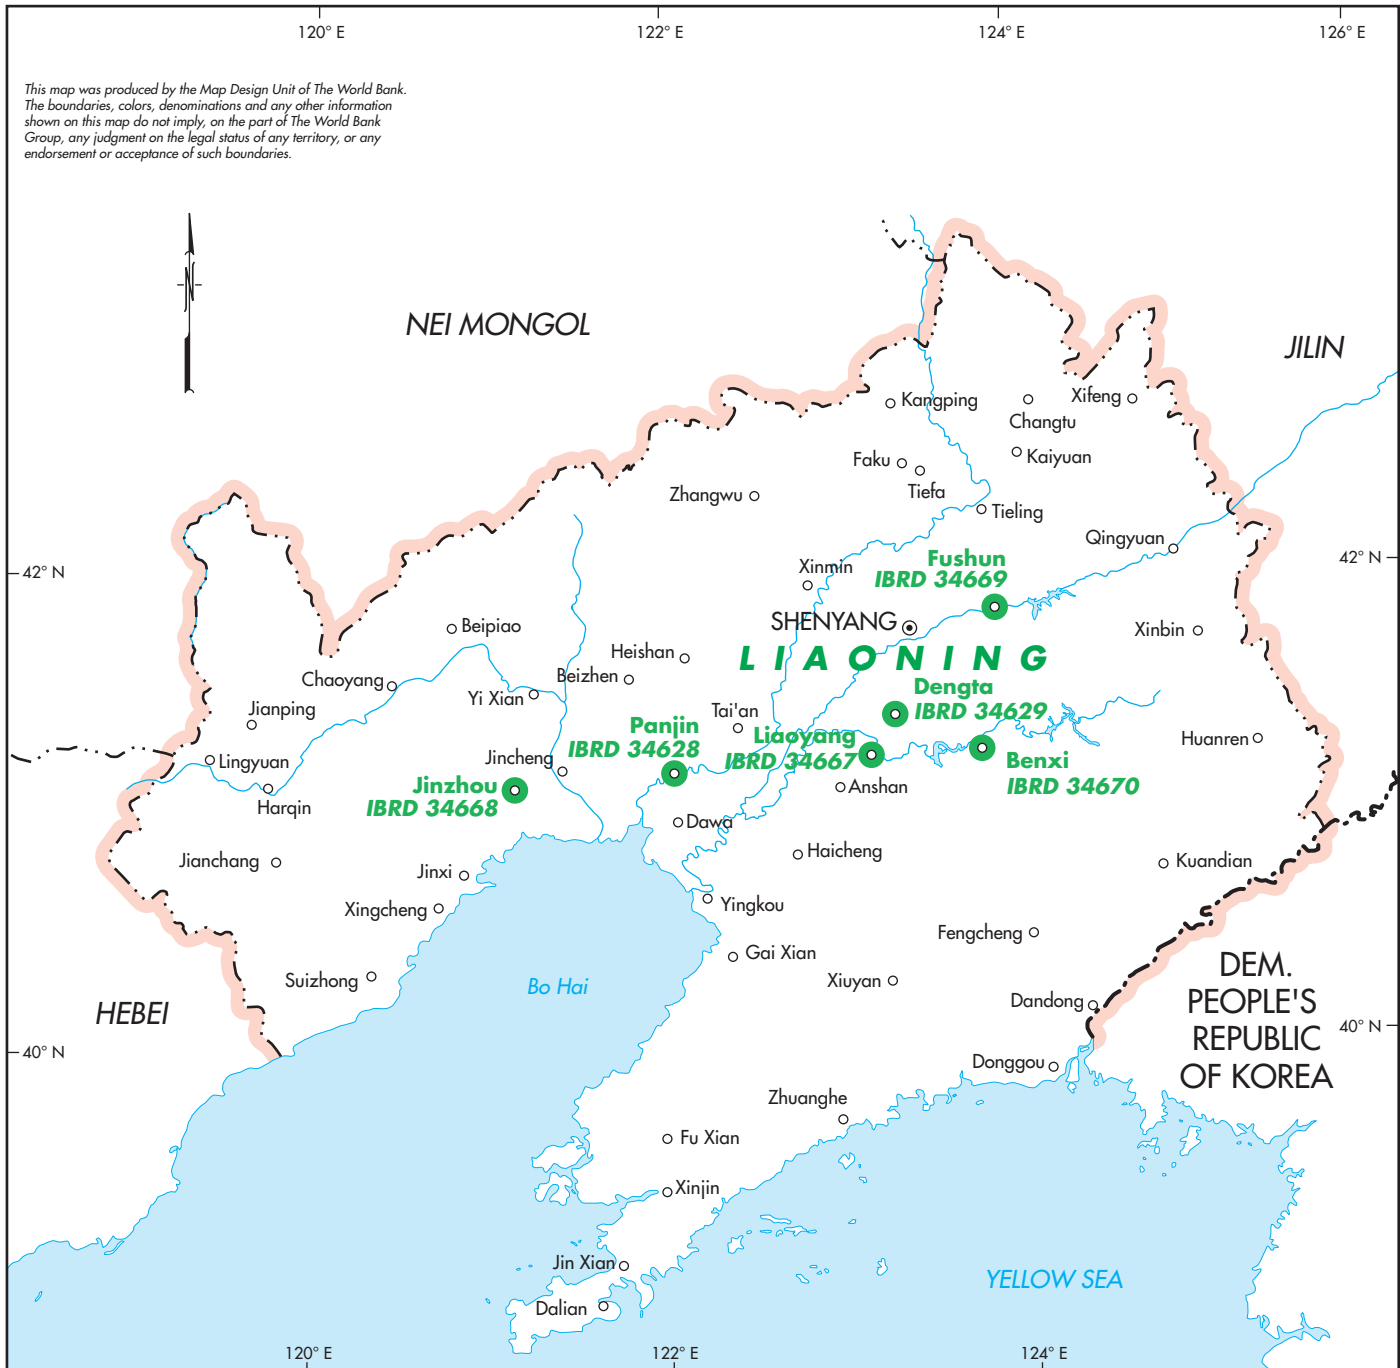 120° E
122° E
124° E
126° E
This map was produced by the Map Design Unit of The World Bank.
The boundaries, colors, denominations and any other information
shown on this map do not imply, on the part of The World Bank
Group, any judgment on the legal status of any territory, or any
endorsement or acceptance of such boundaries.
N
NEI MONGOL
JILIN
Kangping
Xifeng
Changtu
Kaiyuan
Faku
Tiefa
Zhangwu
Tieling
Qingyuan
42° N
42° N
Fushun
IBRD 34669
Xinmin
SHENYANG
Beipiao
Xinbin
Heishan
LIAONING
Beizhen
Chaoyang
Yi Xian
Dengta
IBRD 34629
Jianping
Tai'an
Panjin
IBRD 34628
Liaoyang
IBRD 34667
Huanren
Lingyuan
Jincheng
Benxi
IBRD 34670
Jinzhou
IBRD 34668
Anshan
Harqin
Dawa
Haicheng
Jianchang
Kuandian
Jinxi
Xingcheng
Yingkou
Fengcheng
Gai Xian
Suizhong
Xiuyan
Bo Hai
Dandong
HEBEI
DEM.
PEOPLE'S
REPUBLIC
OF KOREA
40° N
40° N
Donggou
Zhuanghe
Fu Xian
Xinjin
Jin Xian
Dalian
YELLOW SEA
120° E
122° E
124° E